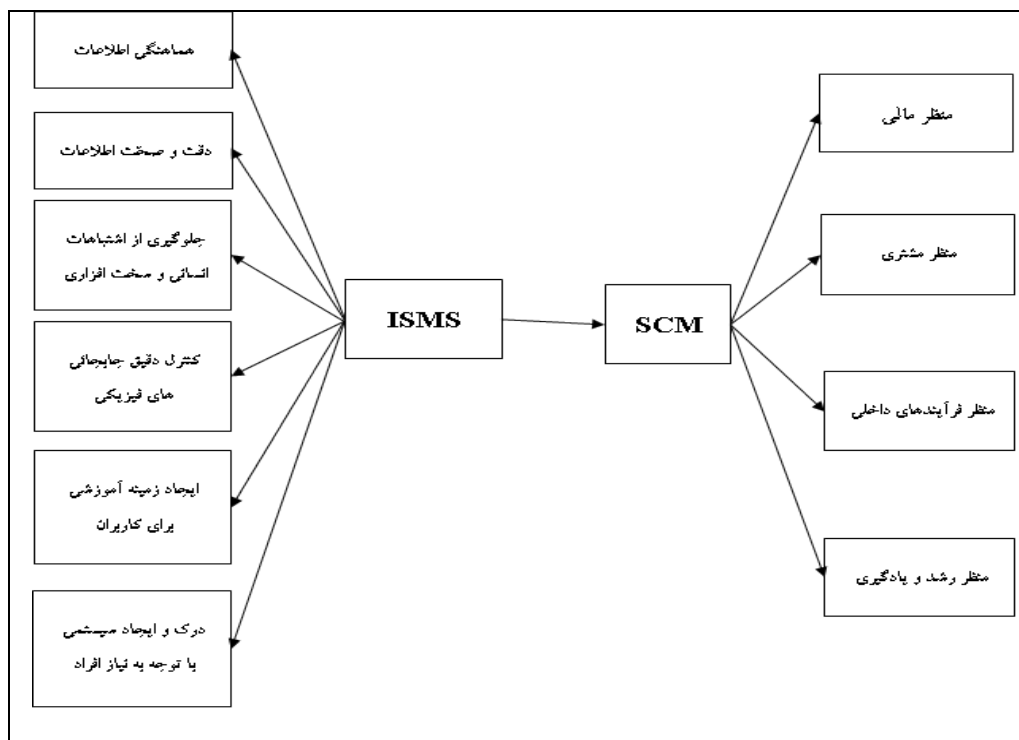 هماهنگی اطلاعات
دقت و صحت اطلاعات
جلوگیری از اشتباهات
انسانی و سخت افزاری
کنترل دقیق جابجائی
های فیزیکی
ایجاد زمینه آموزشی
برای کاربران
درک و ایجاد سیستمی
با توجه به نیاز افراد
ISMS
SCM
منظر مالی
منظر مشتری
منظر فرآیندهای داخلی
منظر رشد و یادگیری